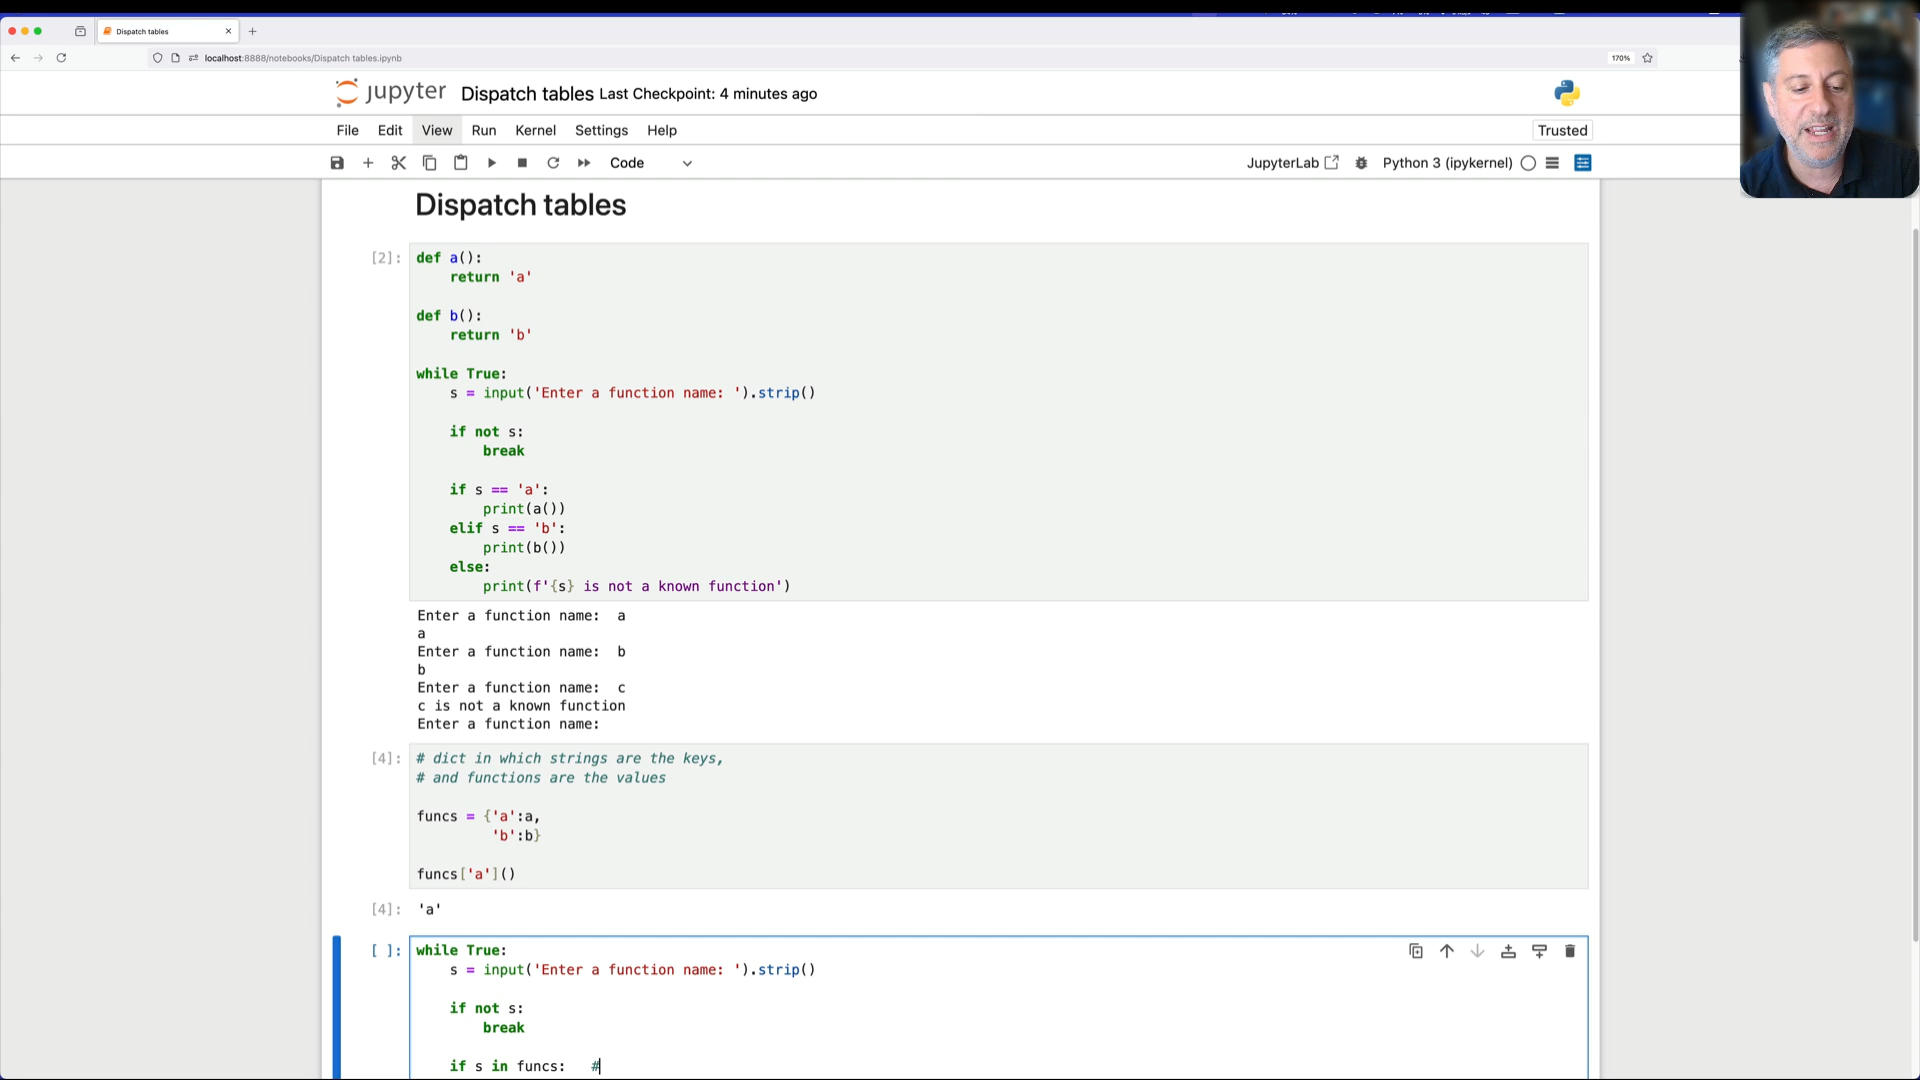 Dispatch tables
localhost:8888/notebooks/Dispatch tables.ipynb
170%
jupyter Dispatch tables Last Checkpoint: 4 minutes ago
File Edit View Run Kernel Settings Help
Trusted
Code
JupyterLab
Python 3 (ipykernel)
Dispatch tables
[2]: def a():
return 'a'
def b():
return 'b'
while True:
s = input('Enter a function name: ').strip()
if not s:
break
if s == 'a':
print(a())
elif s == 'b':
print(b())
else:
print(f'{s} is not a known function')
Enter a function name:  a
a
Enter a function name:  b
b
Enter a function name:  c
c is not a known function
Enter a function name:
[4]: # dict in which strings are the keys,
# and functions are the values
funcs = {'a':a,
'b':b}
funcs['a']()
[4]: 'a'
[ ]: while True:
s = input('Enter a function name: ').strip()
if not s:
break
if s in funcs:   #